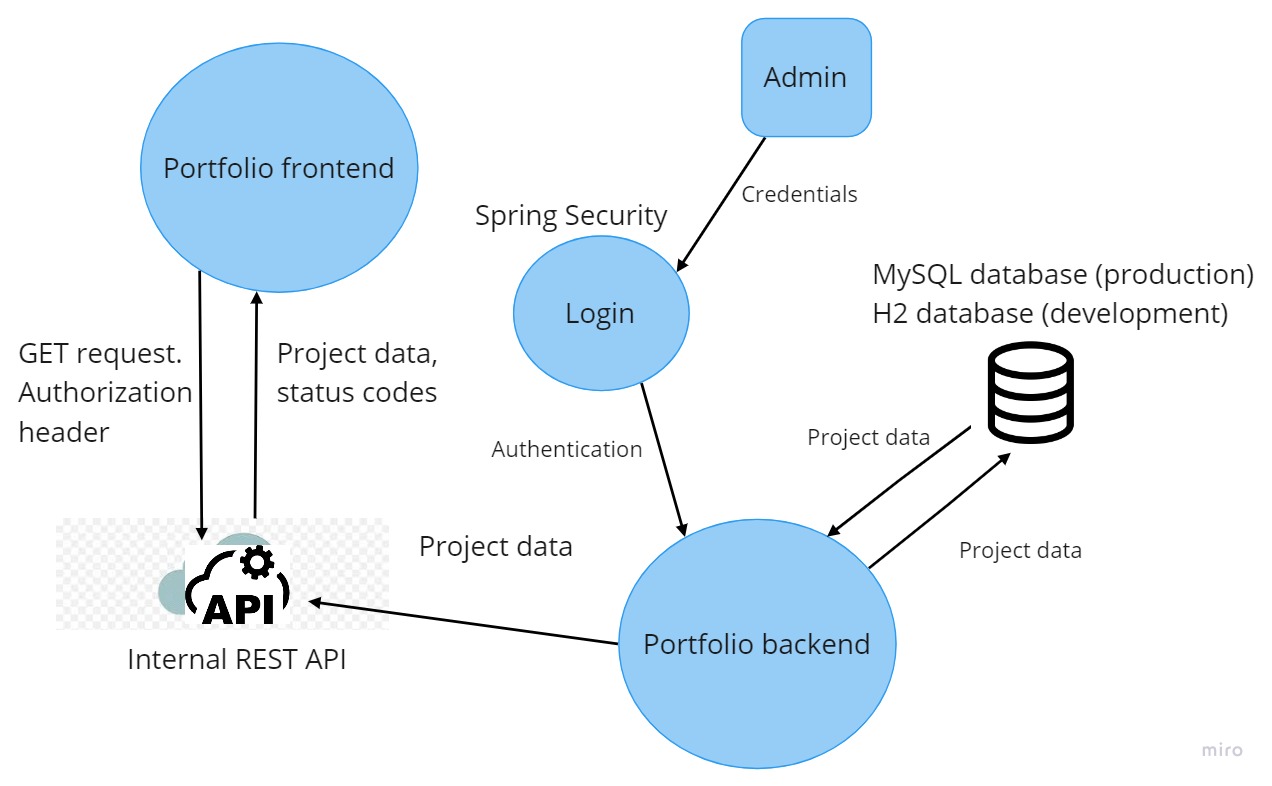 Admin
Portfolio frontend
Credentials
Spring Security
Login
MySQL database (production)
H2 database (development)
GET request.
Authorization
header
Project data,
status codes
Authentication
Project data
Project data
Project data
API
Internal REST API
Portfolio backend
miro